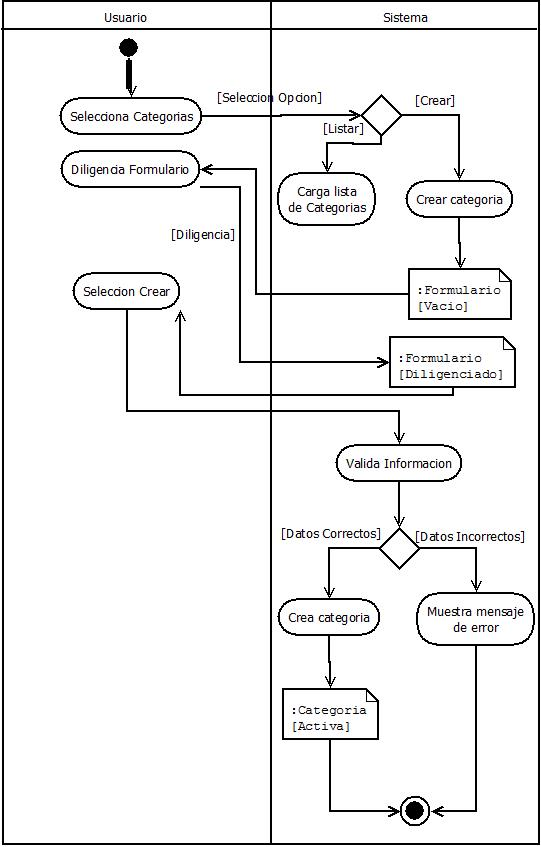 Usuario
Sistema
[Seleccion Opcion]
[Crear]
Selecciona Categorias
[Listar]
Diligencia Formulario
Carga lista
de Categorias
Crear categoria
[Diligencia]
Seleccion Crear
:Formulario
[Vacio]
:Formulario
[Diligenciado]
Valida Informacion
[Datos Correctos]
[Datos Incorrectos]
Crea categoria
Muestra mensaje
de error
:Categoria
[Activa]